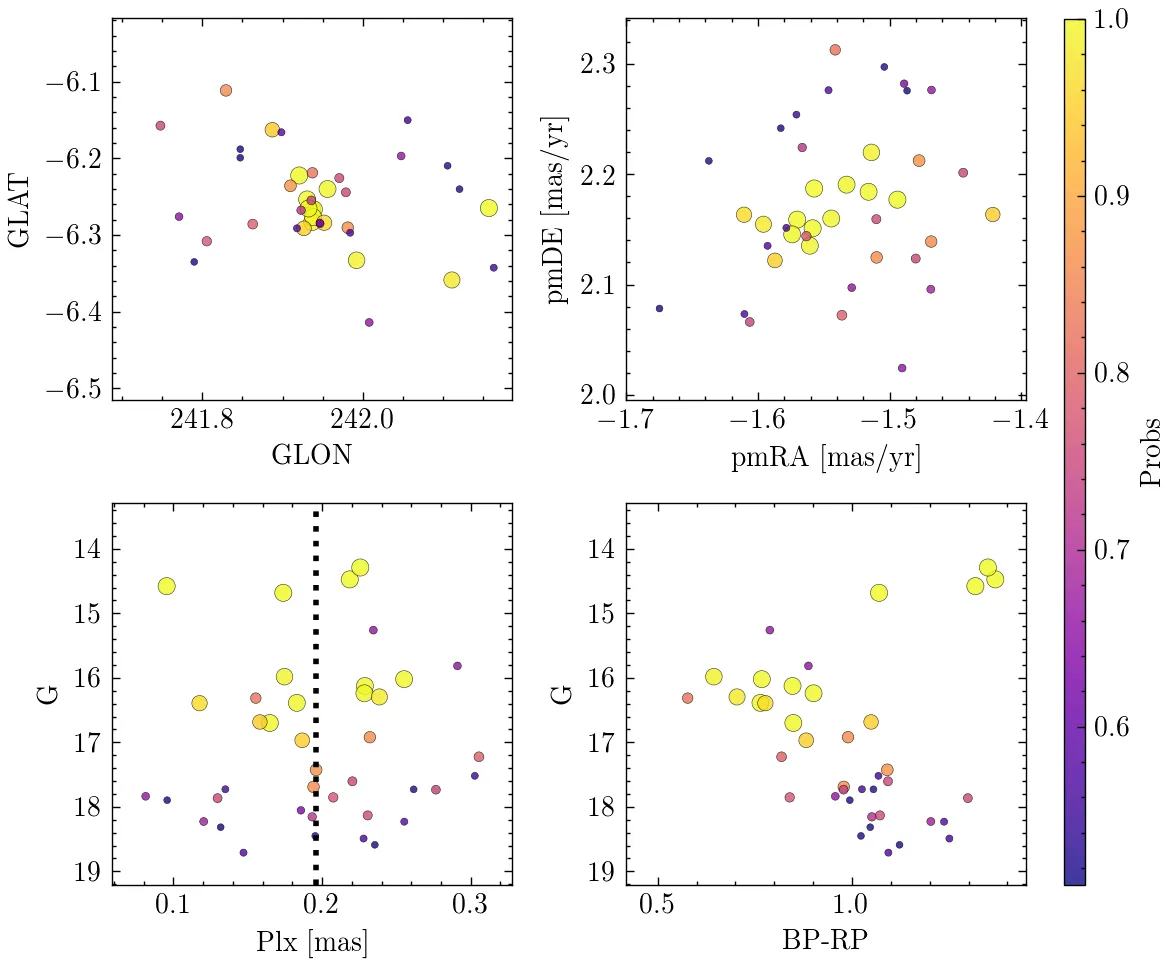 −6.1
−6.2
−6.3
−6.4
−6.5
GLAT
241.8 242.0
GLON
2.3
2.2
2.1
2.0
pmDE [mas/yr]
−1.7 −1.6 −1.5 −1.4
pmRA [mas/yr]
14
15
16
17
18
19
G
0.1 0.2 0.3
Plx [mas]
14
15
16
17
18
19
G
0.5 1.0
BP-RP
1.0
0.9
0.8
0.7
0.6
Probs